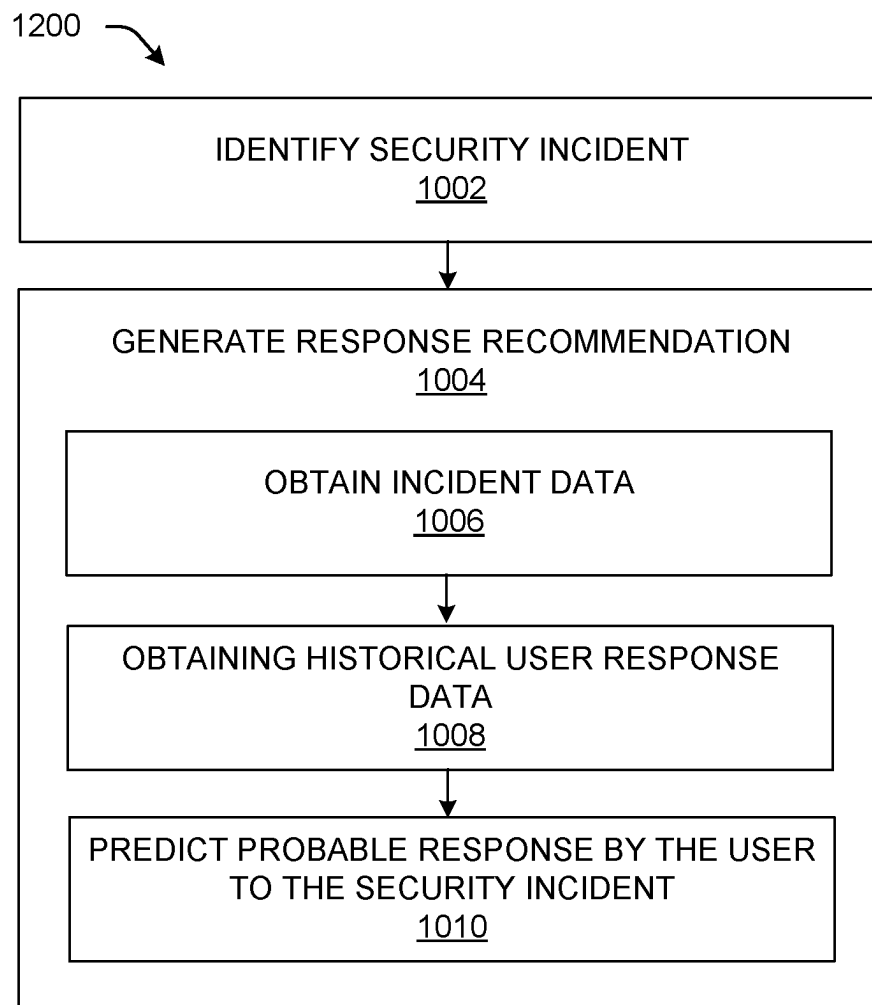 1200
IDENTIFY SECURITY INCIDENT
1002
GENERATE RESPONSE RECOMMENDATION
1004
OBTAIN INCIDENT DATA
1006
OBTAINING HISTORICAL USER RESPONSE
DATA
1008
PREDICT PROBABLE RESPONSE BY THE USER
TO THE SECURITY INCIDENT
1010